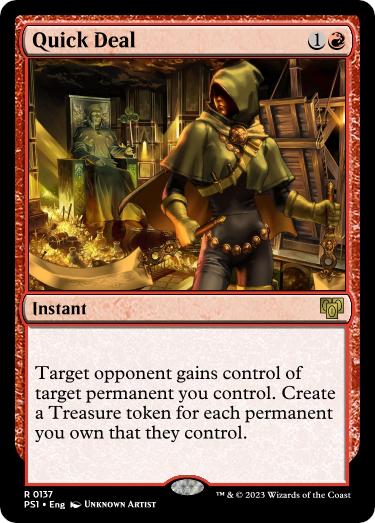 Quick Deal 1
Instant
Target opponent gains control of
target permanent you control. Create
a Treasure token for each permanent
you own that they control.
R 0137
PS1 • Eng Unknown Artist
™ & © 2023 Wizards of the Coast